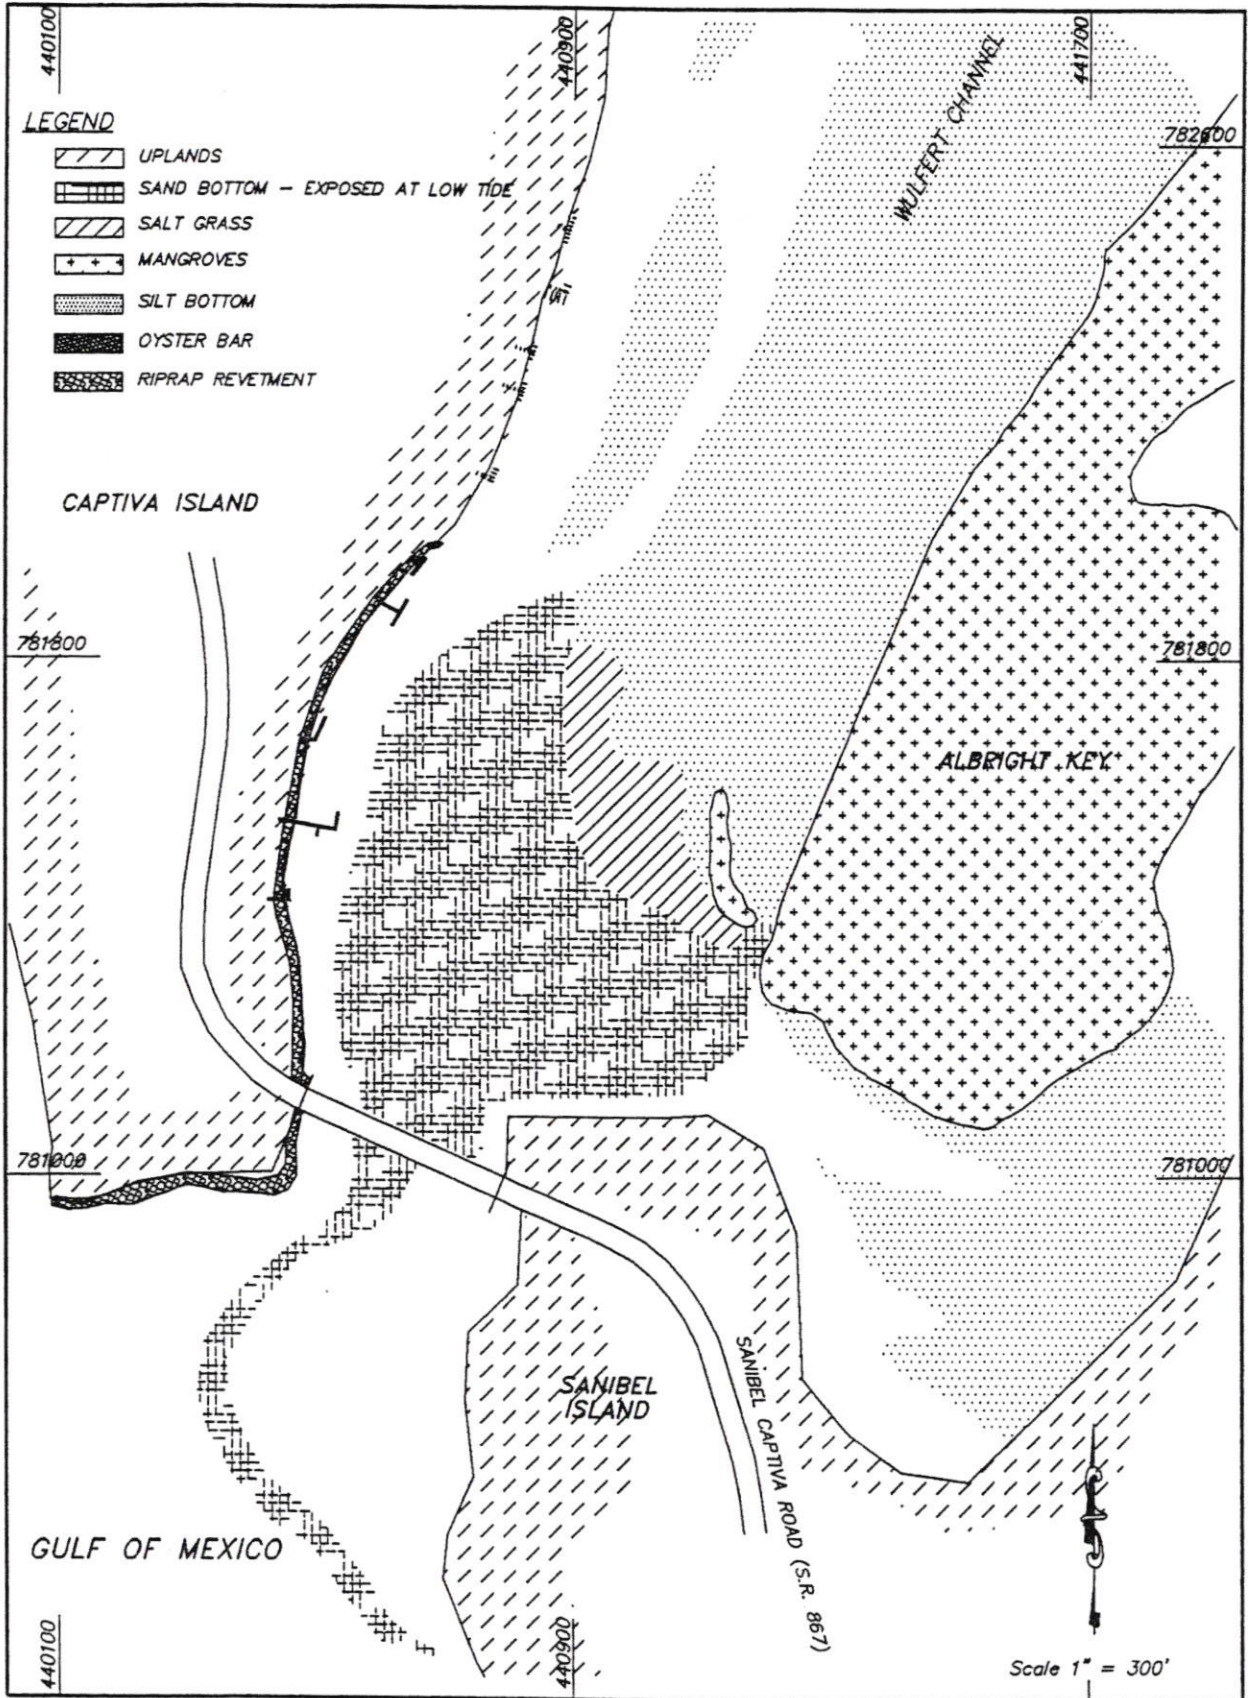 440100
440900
441700
WULFERT CHANNEL
LEGEND
UPLANDS
SAND BOTTOM - EXPOSED AT LOW TIDE
SALT GRASS
MANGROVES
SILT BOTTOM
OYSTER BAR
RIPRAP REVETMENT
782600
CAPTIVA ISLAND
781800
781800
ALBRIGHT KEY
781000
781000
SANIBEL
ISLAND
SANIBEL CAPTIVA ROAD (S.R. 867)
GULF OF MEXICO
440100
440900
Scale 1" = 300'